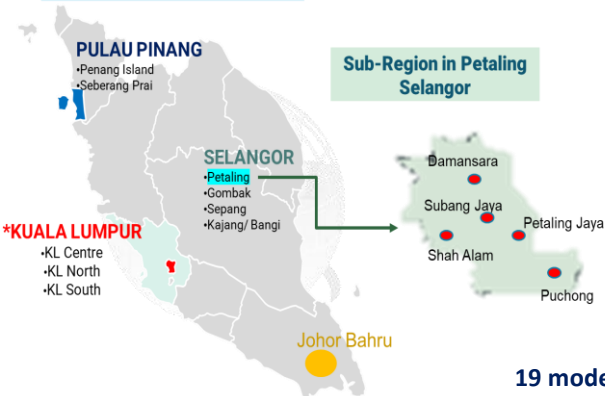 PULAU PINANG
•Penang Island
•Seberang Prai
Sub-Region in Petaling
Selangor
SELANGOR
•Petaling
•Gombak
•Sepang
•Kajang/ Bangi
*KUALA LUMPUR
•KL Centre
•KL North
•KL South
Damansara
Subang Jaya
Petaling Jaya
Shah Alam
Puchong
Johor Bahru
19 mode